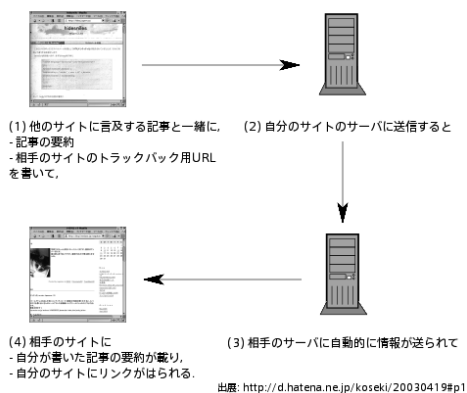 (1) 他のサイトに言及する記事と一緒に,
- 記事の要約
- 相手のサイトのトラックバック用URL
を書いて,
(2) 自分のサイトのサーバに送信すると
(3) 相手のサーバに自動的に情報が送られて
(4) 相手のサイトに
- 自分が書いた記事の要約が載り,
- 自分のサイトにリンクがはられる.
出展: http://d.hatena.ne.jp/koseki/20030419#p1